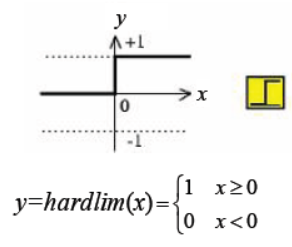 y
+1
x
0
-1
y=hardlim(x)={1 x≥0
0 x<0